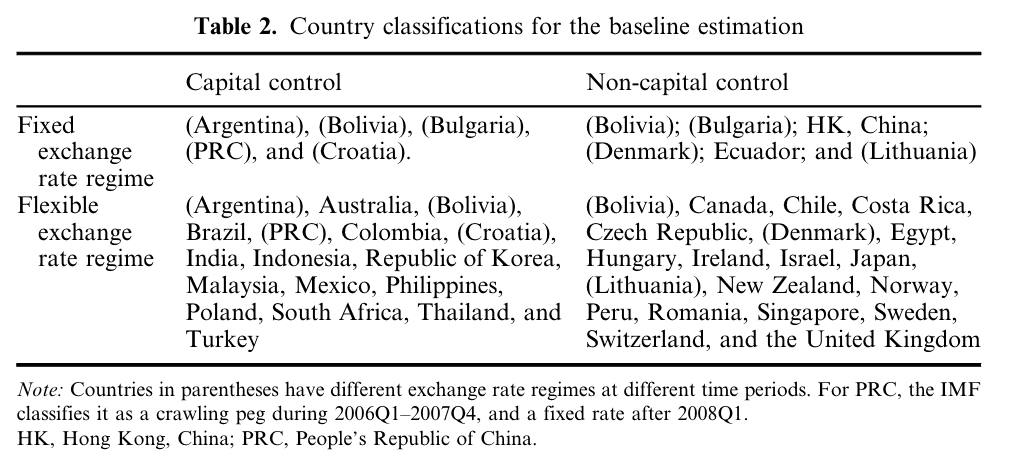 Table 2. Country classifications for the baseline estimation
Capital control Non-capital control
Fixed exchange rate regime
(Argentina), (Bolivia), (Bulgaria),
(PRC), and (Croatia).
(Bolivia); (Bulgaria); HK, China;
(Denmark); Ecuador; and (Lithuania)
Flexible exchange rate regime
(Argentina), Australia, (Bolivia),
Brazil, (PRC), Colombia, (Croatia),
India, Indonesia, Republic of Korea,
Malaysia, Mexico, Philippines,
Poland, South Africa, Thailand, and
Turkey
(Bolivia), Canada, Chile, Costa Rica,
Czech Republic, (Denmark), Egypt,
Hungary, Ireland, Israel, Japan,
(Lithuania), New Zealand, Norway,
Peru, Romania, Singapore, Sweden,
Switzerland, and the United Kingdom
Note: Countries in parentheses have different exchange rate regimes at different time periods. For PRC, the IMF
classifies it as a crawling peg during 2006Q1–2007Q4, and a fixed rate after 2008Q1.
HK, Hong Kong, China; PRC, People's Republic of China.